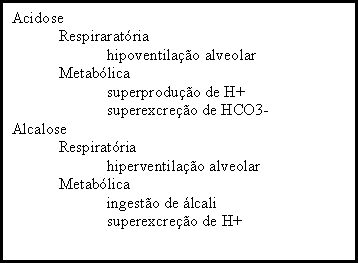 Acidose
Respiraratória
hipoventilação alveolar
Metabólica
superprodução de H+
superexcreção de HCO3-
Alcalose
Respiratória
hiperventilação alveolar
Metabólica
ingestão de álcali
superexcreção de H+